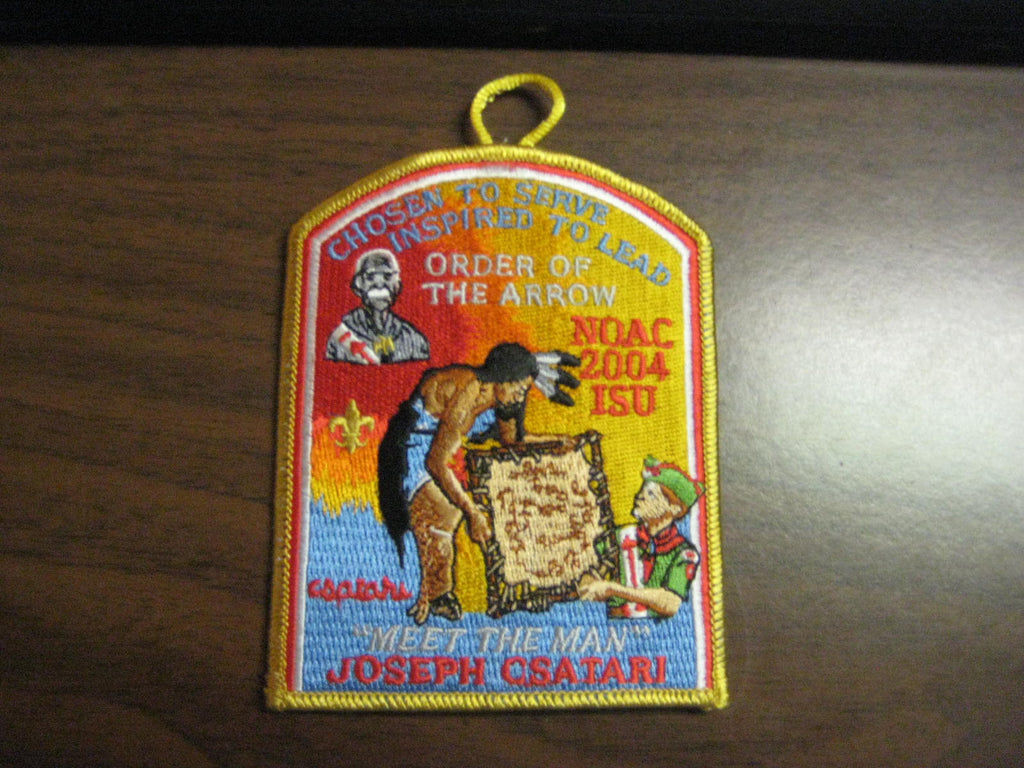 CHOSEN TO SERVE
INSPIRED TO LEAD
ORDER OF
THE ARROW
NOAC
2004
ISU
csatari
"MEET THE MAN"
JOSEPH CSATARI